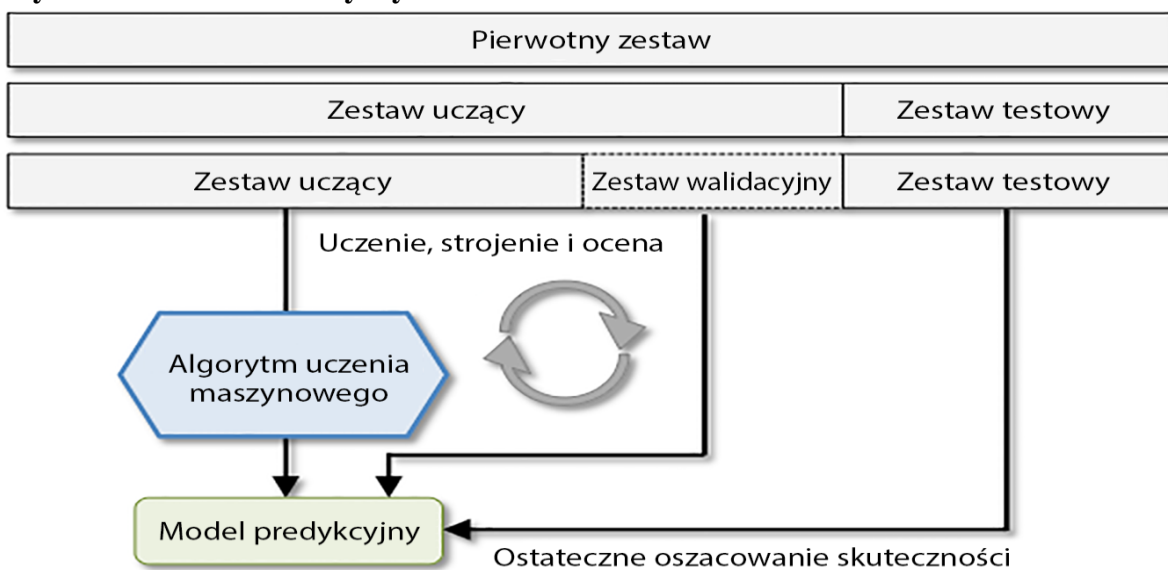 Pierwotny zestaw
Zestaw uczący
Zestaw testowy
Zestaw uczący
Zestaw walidacyjny
Zestaw testowy
Uczenie, strojenie i ocena
Algorytm uczenia
maszynowego
Model predykcyjny
Ostateczne oszacowanie skuteczności